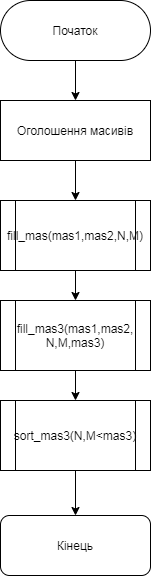 Початок
Оголошення масивів
fill_mas(mas1,mas2,N,M)
fill_mas3(mas1,mas2,
N,M,mas3)
sort_mas3(N,M<mas3)
Кінець